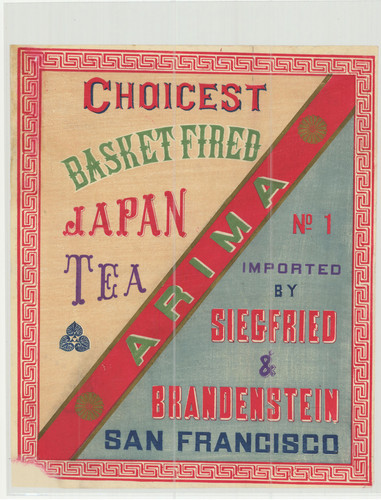 CHOICEST
BASKET FIRED
JAPAN
TEA
ARIMA
Nº 1
IMPORTED
BY
SIEGFRIED
&
BRANDENSTEIN
SAN FRANCISCO